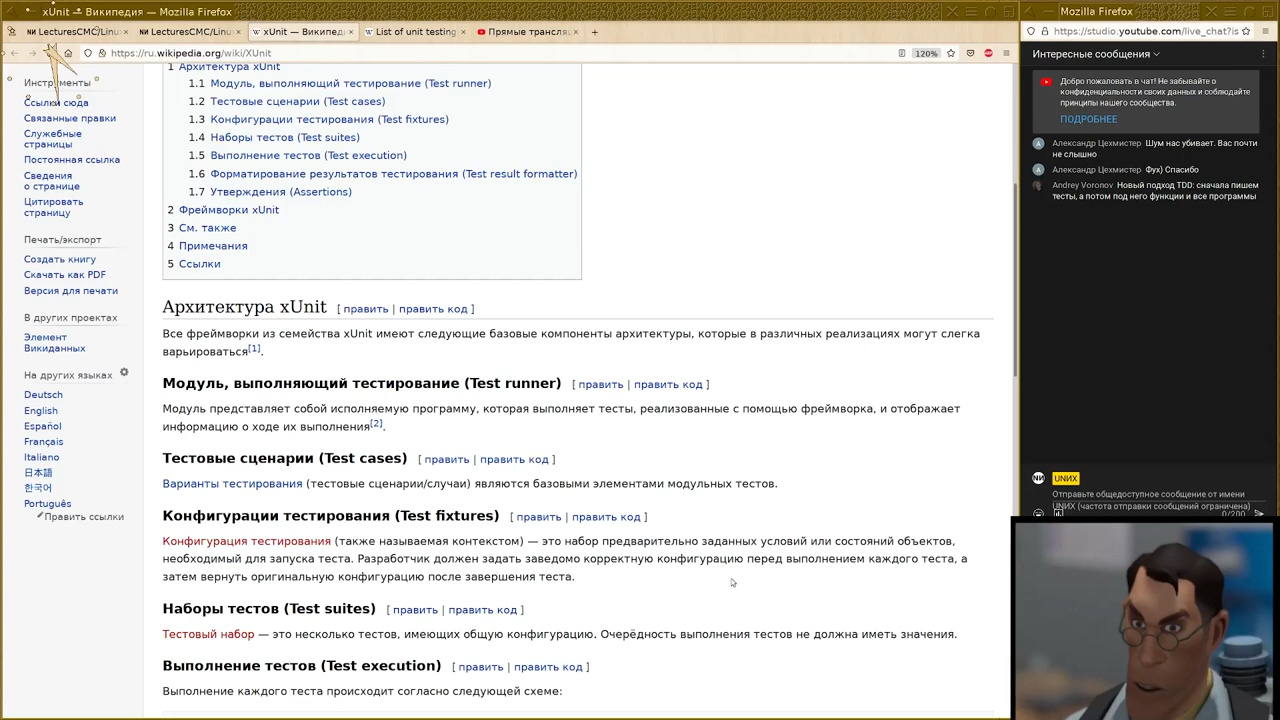 xUnit — Википедия — Mozilla Firefox
Mozilla Firefox
LecturesCMC/Linu
LecturesCMC/Linu
xUnit — Википед
List of unit testing
Прямые трансля
https://ru.wikipedia.org/wiki/XUnit
120%
https://studio.youtube.com/live_chat?is
Инструменты
Ссылки сюда
Связанные правки
Служебные
страницы
Постоянная ссылка
Сведения
о странице
Цитировать
страницу
Печать/экспорт
Создать книгу
Скачать как PDF
Версия для печати
В других проектах
Элемент
Викиданных
На других языках
Deutsch
English
Español
Français
Italiano
日本語
한국어
Português
Править ссылки
1 Архитектура xUnit
1.1 Модуль, выполняющий тестирование (Test runner)
1.2 Тестовые сценарии (Test cases)
1.3 Конфигурации тестирования (Test fixtures)
1.4 Наборы тестов (Test suites)
1.5 Выполнение тестов (Test execution)
1.6 Форматирование результатов тестирования (Test result formatter)
1.7 Утверждения (Assertions)
2 Фреймворки xUnit
3 См. также
4 Примечания
5 Ссылки
Архитектура xUnit [ править | править код ]
Все фреймворки из семейства xUnit имеют следующие базовые компоненты архитектуры, которые в различных реализациях могут слегка
варьироваться[1].
Модуль, выполняющий тестирование (Test runner) [ править | править код ]
Модуль представляет собой исполняемую программу, которая выполняет тесты, реализованные с помощью фреймворка, и отображает
информацию о ходе их выполнения[2].
Тестовые сценарии (Test cases) [ править | править код ]
Варианты тестирования (тестовые сценарии/случаи) являются базовыми элементами модульных тестов.
Конфигурации тестирования (Test fixtures) [ править | править код ]
Конфигурация тестирования (также называемая контекстом) — это набор предварительно заданных условий или состояний объектов,
необходимый для запуска теста. Разработчик должен задать заведомо корректную конфигурацию перед выполнением каждого теста, а
затем вернуть оригинальную конфигурацию после завершения теста.
Наборы тестов (Test suites) [ править | править код ]
Тестовый набор — это несколько тестов, имеющих общую конфигурацию. Очерёдность выполнения тестов не должна иметь значения.
Выполнение тестов (Test execution) [ править | править код ]
Выполнение каждого теста происходит согласно следующей схеме:
Интересные сообщения
Добро пожаловать в чат! Не забывайте о
конфиденциальности своих данных и соблюдайте
принципы нашего сообщества.
ПОДРОБНЕЕ
А Александр Цехмистер Шум нас убивает. Вас почти
не слышно
А Александр Цехмистер Фух) Спасибо
Andrey Voronov Новый подход TDD: сначала пишем
тесты, а потом под него функции и все программы
UNИX
Отправьте общедоступное сообщение от имени
UNИX (частота отправки сообщений ограничена)
0/200